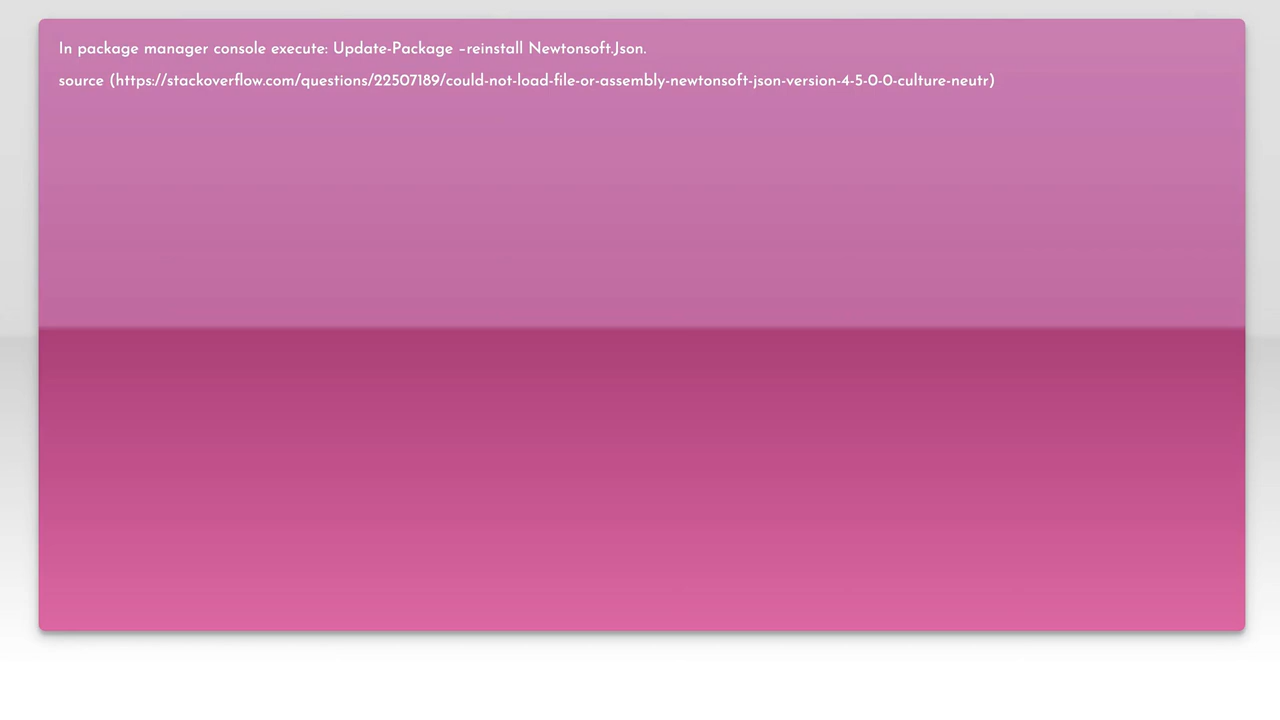 In package manager console execute: Update-Package –reinstall Newtonsoft.Json.
source (https://stackoverflow.com/questions/22507189/could-not-load-file-or-assembly-newtonsoft-json-version-4-5-0-0-culture-neutr)